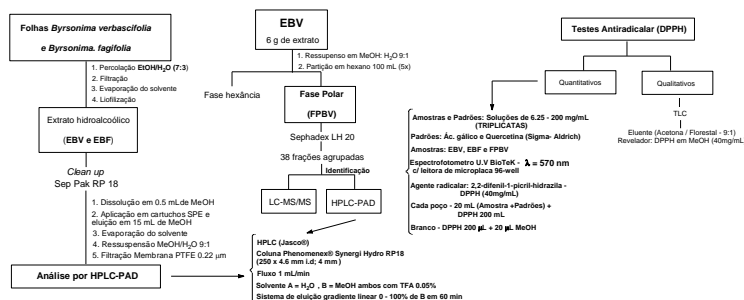 Folhas Byrsonima verbascifolia
e Byrsonima. fagifolia
1. Percolação EtOH/H2O (7:3)
2. Filtração
3. Evaporação do solvente
4. Liofilização
Extrato hidroalcoólico
(EBV e EBF)
Clean up
Sep Pak RP 18
1. Dissolução em 0.5 mLde MeOH
2. Aplicação em cartuchos SPE e
eluição em 15 mL de MeOH
3. Evaporação do solvente
4. Ressuspensão MeOH/H2O 9:1
5. Filtração Membrana PTFE 0.22 µm
Análise por HPLC-PAD
EBV
6 g de extrato
1. Ressupenso em MeOH: H2O 9:1
2. Partição em hexano 100 mL (5x)
Fase hexância
Fase Polar
(FPBV)
Sephadex LH 20
38 frações agrupadas
Identificação
LC-MS/MS
HPLC-PAD
HPLC (Jasco®)
Coluna Phenomenex® Synergi Hydro RP18
(250 x 4.6 mm i.d; 4 mm )
Fluxo 1 mL/min
Solvente A = H2O , B = MeOH ambos com TFA 0.05%
Sistema de eluição gradiente linear 0 - 100% de B em 60 min
Testes Antiradicalar (DPPH)
Quantitativos
Qualitativos
TLC
Eluente (Acetona / Florestal - 9:1)
Revelador: DPPH em MeOH (40mg/mL
Amostras e Padrões: Soluções de 6.25 - 200 mg/mL
(TRIPLICATAS)
Padrões: Ác. gálico e Quercetina (Sigma- Aldrich)
Amostras: EBV, EBF e FPBV
Espectrofotometro U.V BioTeK - λ = 570 nm
c/ leitora de microplaca 96-well
Agente radicalar: 2,2-difenil-1-picril-hidrazila -
DPPH (40mg/mL)
Cada poço - 20 mL (Amostra +Padrões) +
DPPH 200 mL
Branco - DPPH 200 µL + 20 µL MeOH